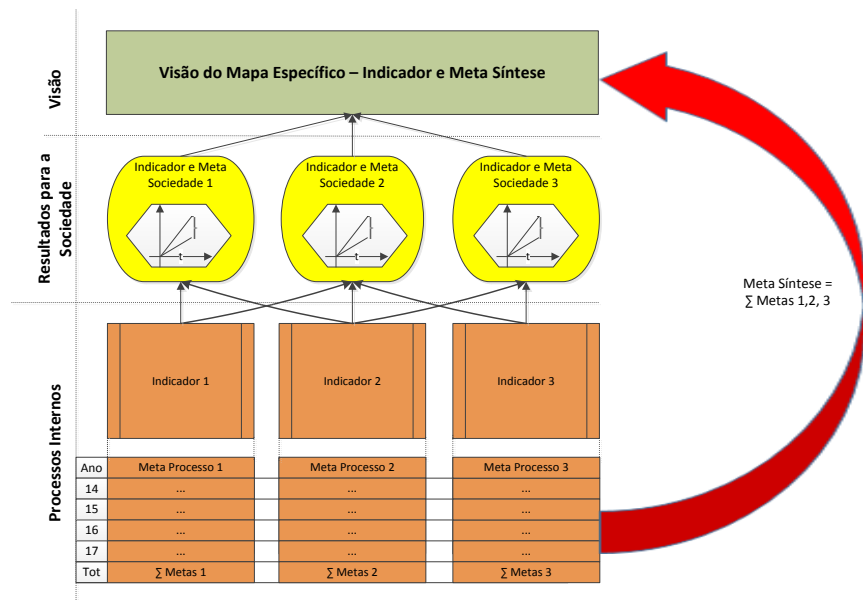 Visão
Visão do Mapa Específico – Indicador e Meta Síntese
Resultados para a
Sociedade
Indicador e Meta
Sociedade 1
t
Indicador e Meta
Sociedade 2
t
Indicador e Meta
Sociedade 3
t
Meta Síntese =
∑ Metas 1,2, 3
Processos Internos
Indicador 1
Indicador 2
Indicador 3
Ano Meta Processo 1 Meta Processo 2 Meta Processo 3
14 ... ... ...
15 ... ... ...
16 ... ... ...
17 ... ... ...
Tot ∑ Metas 1 ∑ Metas 2 ∑ Metas 3